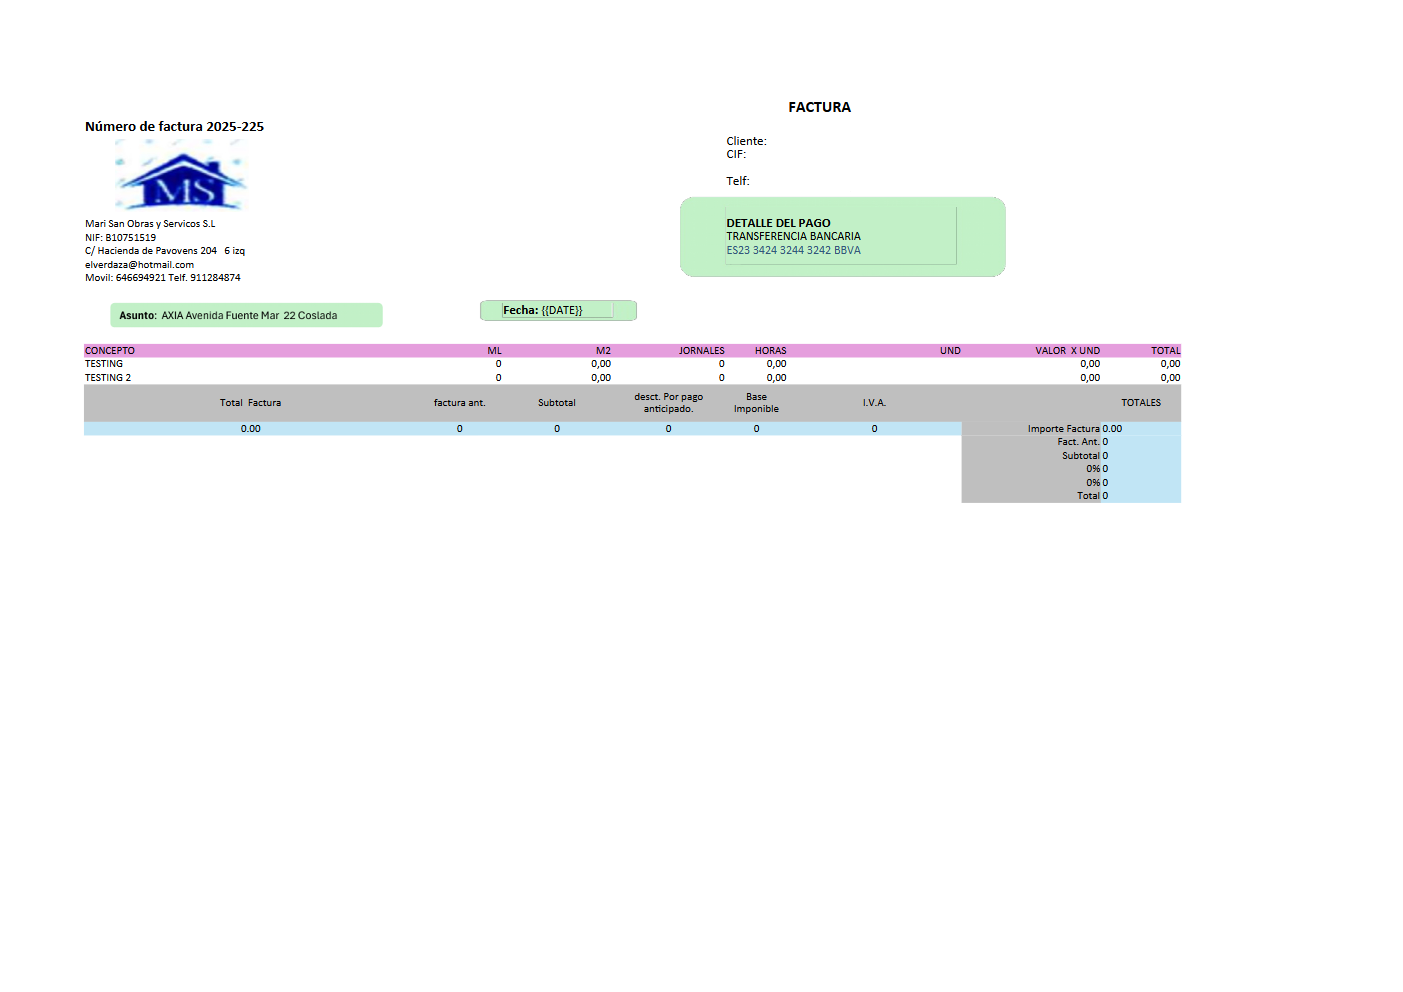 FACTURA
Número de factura 2025-225
Cliente:
CIF:
Telf:
MS
Mari San Obras y Servicos S.L
NIF: B10751519
C/ Hacienda de Pavovens 204  6 izq
elverdaza@hotmail.com
Movil: 646694921 Telf. 911284874
DETALLE DEL PAGO
TRANSFERENCIA BANCARIA
ES23 3424 3244 3242 BBVA
Asunto: AXIA Avenida Fuente Mar 22 Coslada
Fecha: {{DATE}}
CONCEPTO ML M2 JORNALES HORAS UND VALOR X UND TOTAL
TESTING 0 0,00 0 0,00 0,00 0,00
TESTING 2 0 0,00 0 0,00 0,00 0,00
Total Factura factura ant. Subtotal desct. Por pago anticipado. Base Imponible I.V.A. TOTALES
0.00 0 0 0 0 0 Importe Factura 0.00
Fact. Ant. 0
Subtotal 0
0% 0
0% 0
Total 0